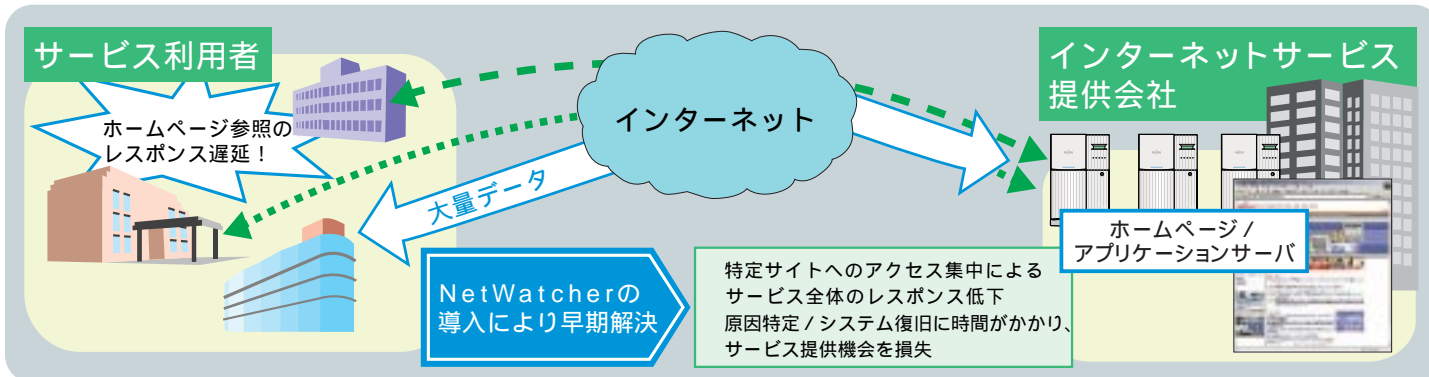 サービス利用者
ホームページ参照の
レスポンス遅延！
インターネット
大量データ
インターネットサービス
提供会社
ホームページ /
アプリケーションサーバ
NetWatcherの
導入により早期解決
特定サイトへのアクセス集中による
サービス全体のレスポンス低下
原因特定 / システム復旧に時間がかかり、
サービス提供機会を損失